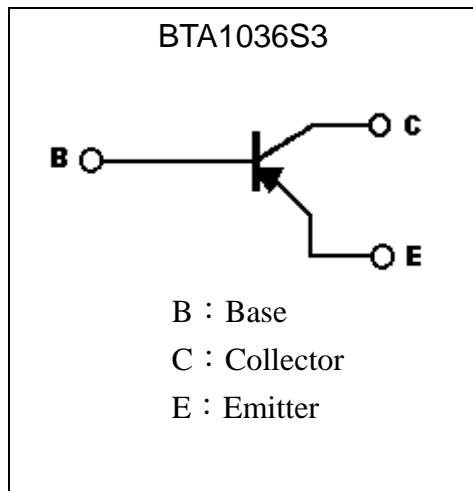 BTA1036S3
C
B
E
B：Base
C：Collector
E：Emitter